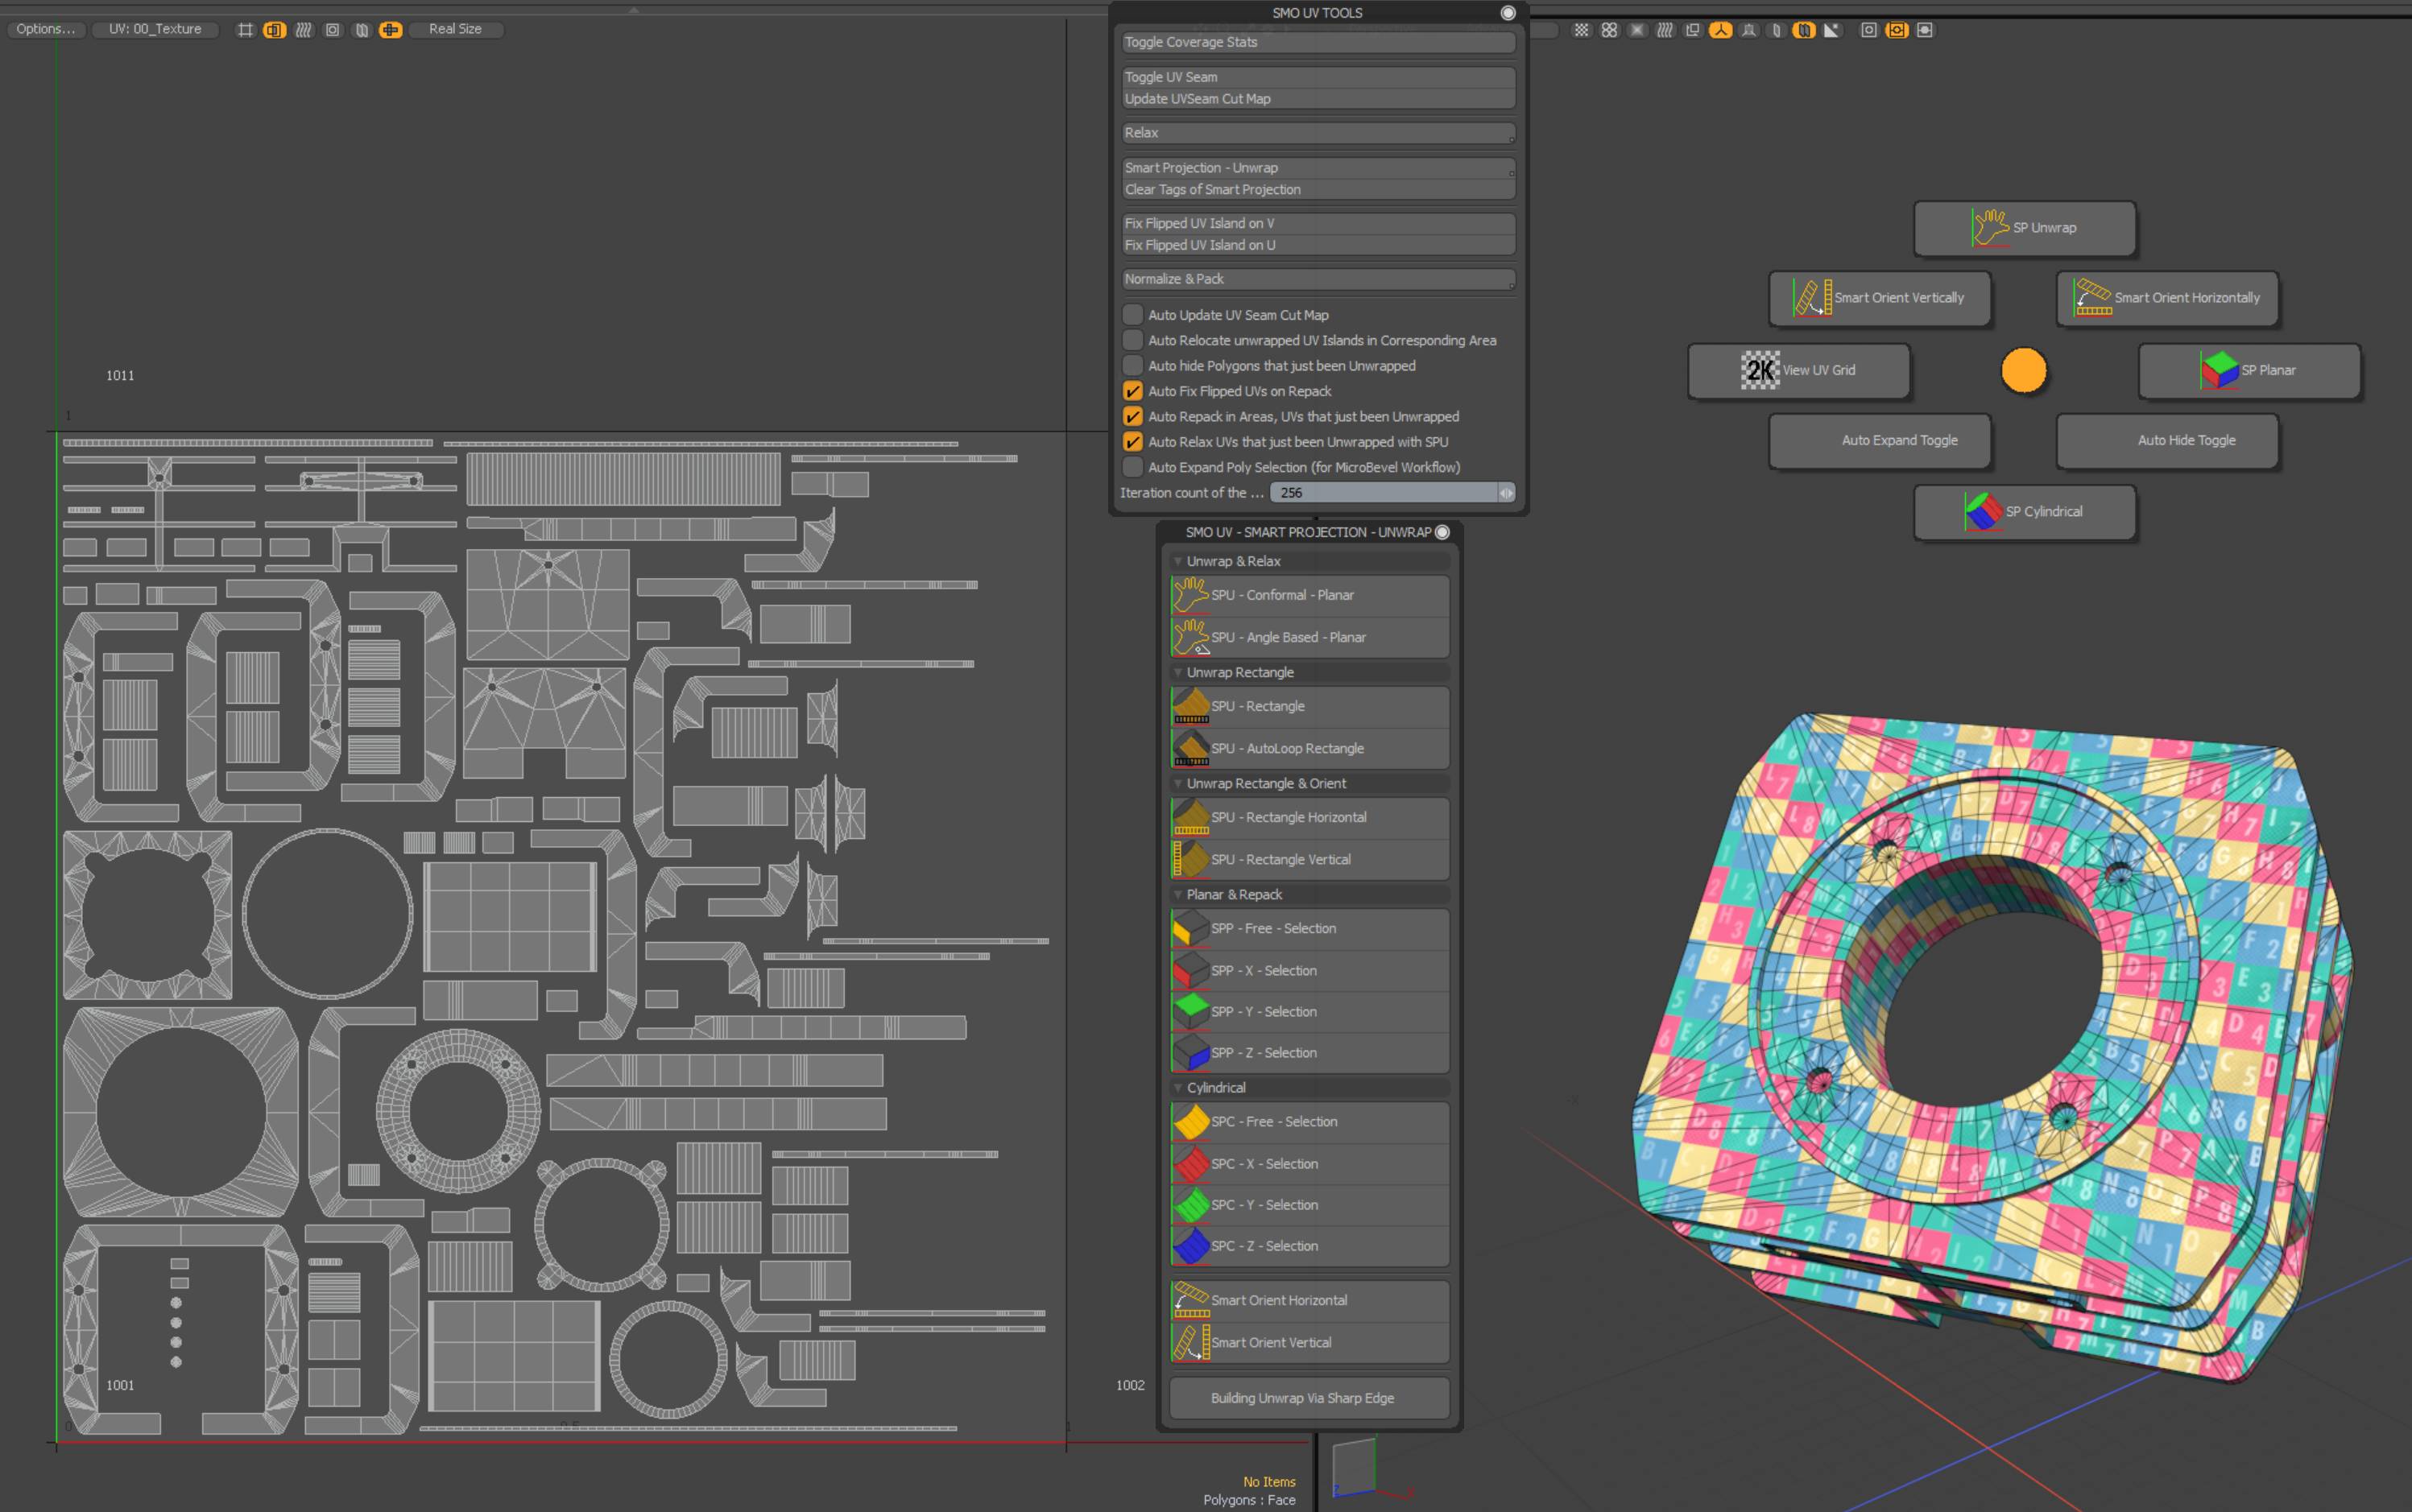 Options...
UV: 00_Texture
Real Size
1011
1
1001
0
0.5
1
1002
No Items
Polygons : Face
SMO UV TOOLS
Toggle Coverage Stats
Toggle UV Seam
Update UVSeam Cut Map
Relax
Smart Projection - Unwrap
Clear Tags of Smart Projection
Fix Flipped UV Island on V
Fix Flipped UV Island on U
Normalize & Pack
Auto Update UV Seam Cut Map
Auto Relocate unwrapped UV Islands in Corresponding Area
Auto hide Polygons that just been Unwrapped
Auto Fix Flipped UVs on Repack
Auto Repack in Areas, UVs that just been Unwrapped
Auto Relax UVs that just been Unwrapped with SPU
Auto Expand Poly Selection (for MicroBevel Workflow)
Iteration count of the ... 256
SMO UV - SMART PROJECTION - UNWRAP
Unwrap & Relax
SPU - Conformal - Planar
SPU - Angle Based - Planar
Unwrap Rectangle
SPU - Rectangle
SPU - AutoLoop Rectangle
Unwrap Rectangle & Orient
SPU - Rectangle Horizontal
SPU - Rectangle Vertical
Planar & Repack
SPP - Free - Selection
SPP - X - Selection
SPP - Y - Selection
SPP - Z - Selection
Cylindrical
SPC - Free - Selection
SPC - X - Selection
SPC - Y - Selection
SPC - Z - Selection
Smart Orient Horizontal
Smart Orient Vertical
Building Unwrap Via Sharp Edge
SP Unwrap
Smart Orient Vertically
Smart Orient Horizontally
2K View UV Grid
SP Planar
Auto Expand Toggle
Auto Hide Toggle
SP Cylindrical